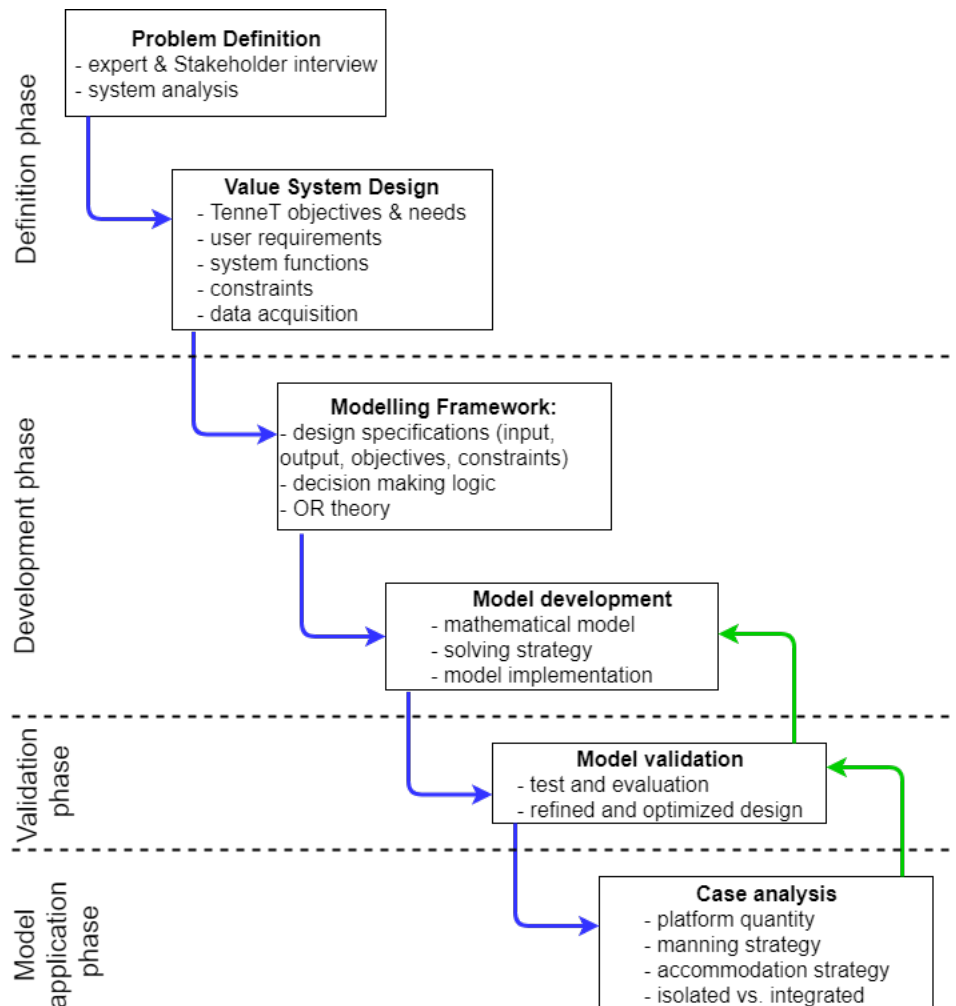 Definition phase
Problem Definition
- expert & Stakeholder interview
- system analysis
Value System Design
- TenneT objectives & needs
- user requirements
- system functions
- constraints
- data acquisition
Development phase
Modelling Framework:
- design specifications (input,
output, objectives, constraints)
- decision making logic
- OR theory
Model development
- mathematical model
- solving strategy
- model implementation
Validation
phase
Model validation
- test and evaluation
- refined and optimized design
Model
application
phase
Case analysis
- platform quantity
- manning strategy
- accommodation strategy
- isolated vs. integrated